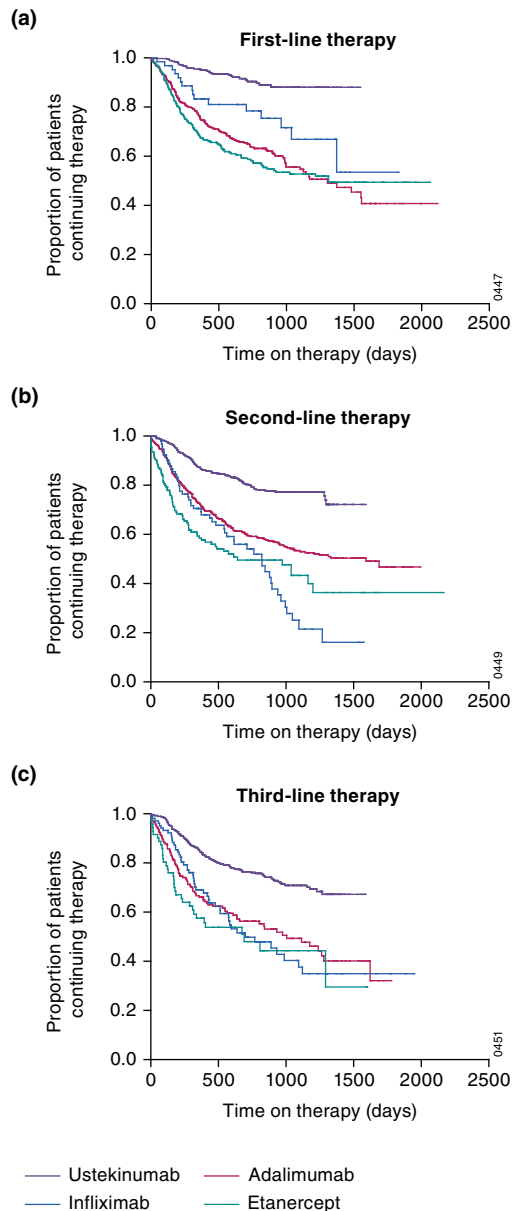 (a)
First-line therapy
Proportion of patients
continuing therapy
1.0
0.8
0.6
0.4
0.2
0.0
0 500 1000 1500 2000 2500
Time on therapy (days)
0447
(b)
Second-line therapy
Proportion of patients
continuing therapy
1.0
0.8
0.6
0.4
0.2
0.0
0 500 1000 1500 2000 2500
Time on therapy (days)
0449
(c)
Third-line therapy
Proportion of patients
continuing therapy
1.0
0.8
0.6
0.4
0.2
0.0
0 500 1000 1500 2000 2500
Time on therapy (days)
0451
Ustekinumab Adalimumab
Infliximab Etanercept